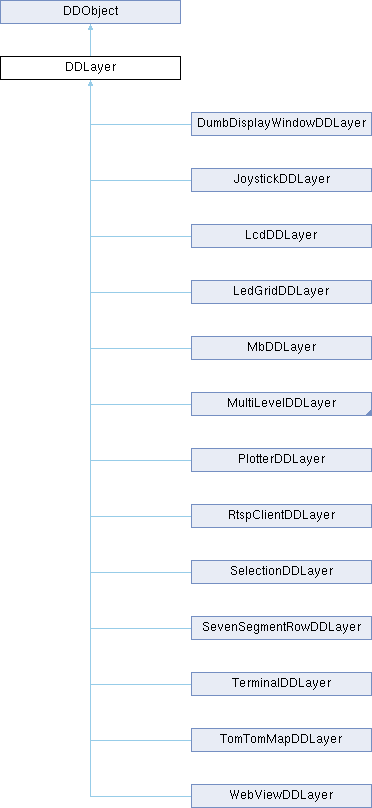 DDObject
DDLayer
DumbDisplayWindowDDLayer
JoystickDDLayer
LcdDDLayer
LedGridDDLayer
MbDDLayer
MultiLevelDDLayer
PlotterDDLayer
RtspClientDDLayer
SelectionDDLayer
SevenSegmentRowDDLayer
TerminalDDLayer
TomTomMapDDLayer
WebViewDDLayer